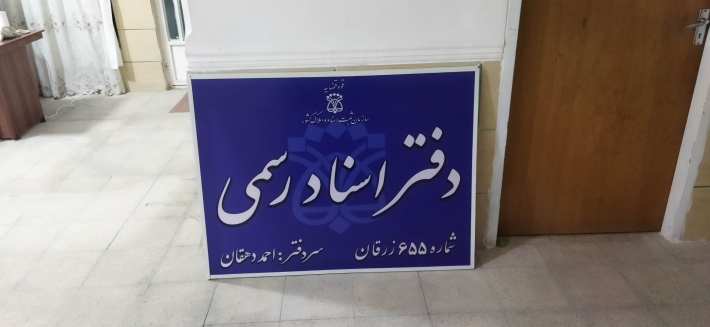 قوه قضاییه
سازمان ثبت اسناد و املاک کشور
دفتر اسناد رسمی
شماره ۶۵۵ زرقان سردفتر: احمد دهقان